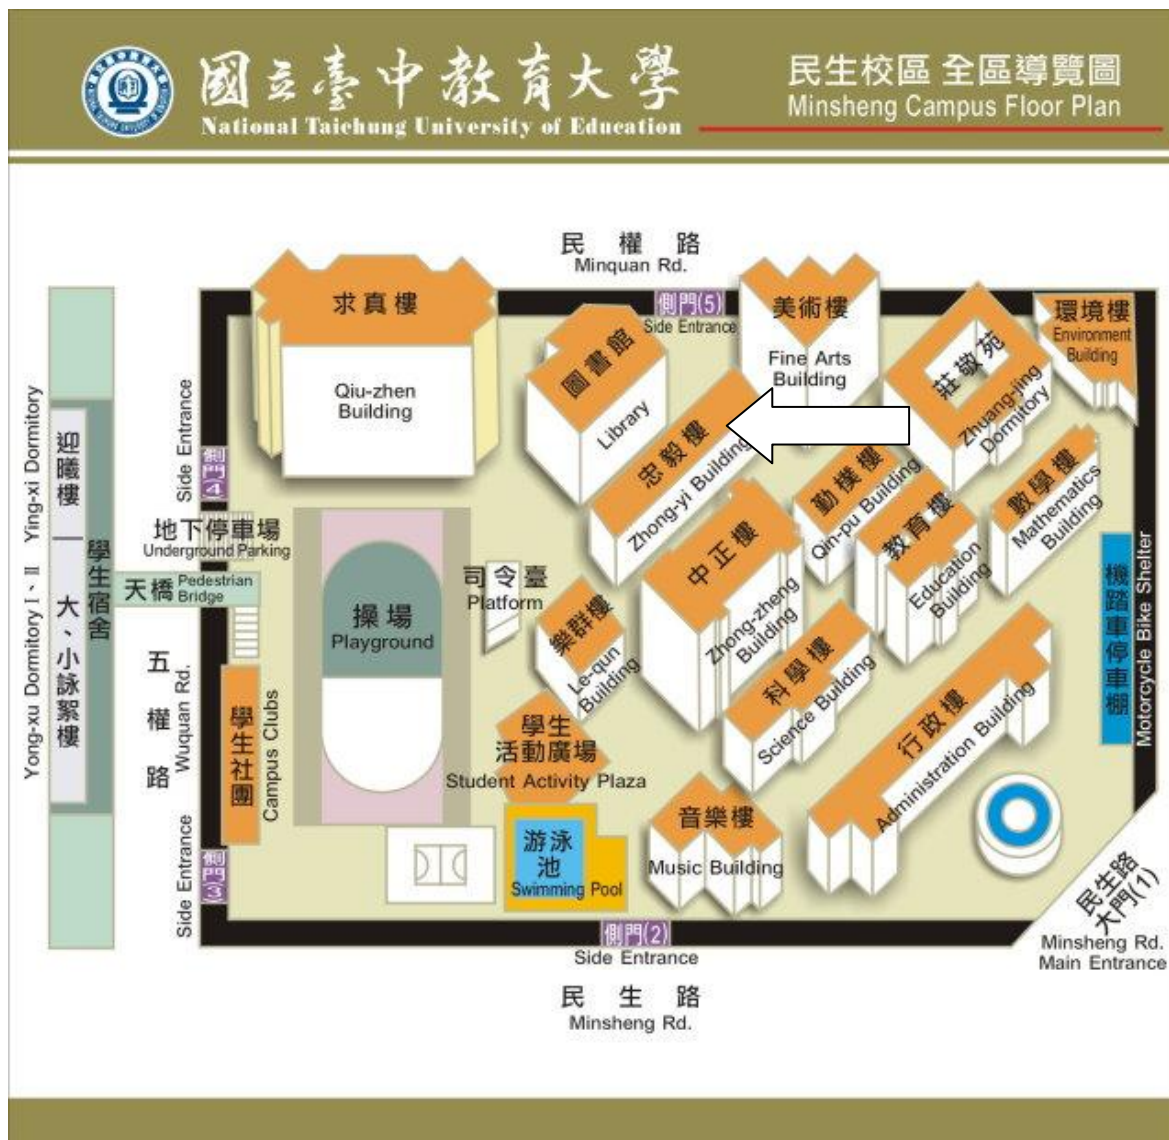 國立臺中教育大學
National Taichung University of Education
民生校區 全區導覽圖
Minsheng Campus Floor Plan
民權路
Minquan Rd.
求真樓
Qiu-zhen
Building
圖書館
Library
側門(5)
Side Entrance
美術樓
Fine Arts
Building
莊敬苑
Zhuang-jing
Dormitory
環境樓
Environment
Building
忠毅樓
Zhong-yi Building
勤樸樓
Qin-pu Building
教育樓
Education
Building
數學樓
Mathematics
Building
中正樓
Zhong-zheng
Building
迎曦樓
Ying-xi Dormitory
大、小詠絮樓
Yong-xu Dormitory I、II
學生宿舍
側門(4)
Side Entrance
地下停車場
Underground Parking
天橋
Pedestrian
Bridge
五權路
Wuquan Rd.
操場
Playground
司令臺
Platform
樂群樓
Le-qun
Building
科學樓
Science Building
行政樓
Administration Building
機踏車停車棚
Motorcycle Bike Shelter
學生社團
Campus Clubs
學生
活動廣場
Student Activity Plaza
側門(3)
Side Entrance
游泳
池
Swimming Pool
音樂樓
Music Building
民生路
大門(1)
Minsheng Rd.
Main Entrance
側門(2)
Side Entrance
民生路
Minsheng Rd.